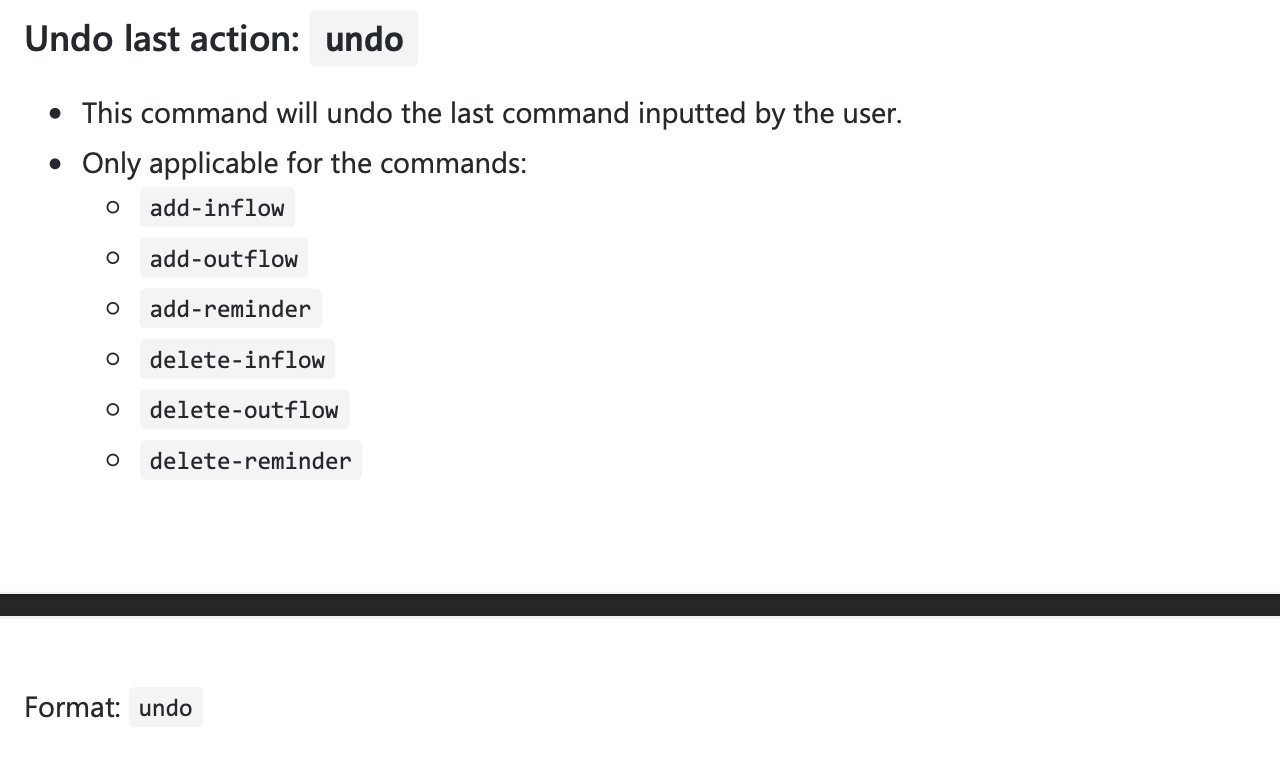 Undo last action: undo
This command will undo the last command inputted by the user.
Only applicable for the commands:
add-inflow
add-outflow
add-reminder
delete-inflow
delete-outflow
delete-reminder
Format: undo